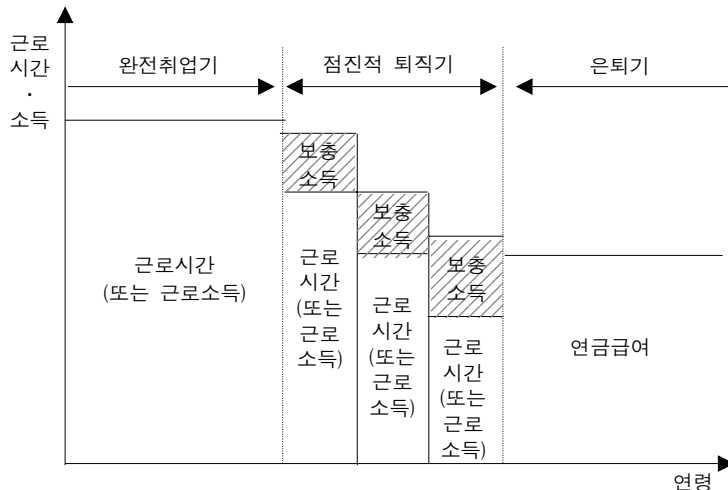 근로
시간
·
소득
완전취업기
점진적 퇴직기
은퇴기
보충
소득
보충
소득
보충
소득
근로시간
(또는 근로소득)
근로
시간
(또는
근로
소득)
근로
시간
(또는
근로
소득)
근로
시간
(또는
근로
소득)
연금급여
연령